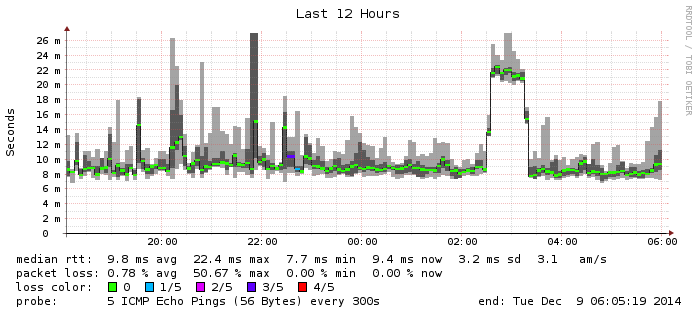 Last 12 Hours
RRDTOOL / TOBI OETIKER
Seconds
26 m
24 m
22 m
20 m
18 m
16 m
14 m
12 m
10 m
8 m
6 m
4 m
2 m
0
20:00 22:00 00:00 02:00 04:00 06:00
median rtt: 9.8 ms avg 22.4 ms max 7.7 ms min 9.4 ms now 3.2 ms sd 3.1 am/s
packet loss: 0.78 % avg 50.67 % max 0.00 % min 0.00 % now
loss color: 0 1/5 2/5 3/5 4/5
probe: 5 ICMP Echo Pings (56 Bytes) every 300s end: Tue Dec 9 06:05:19 2014